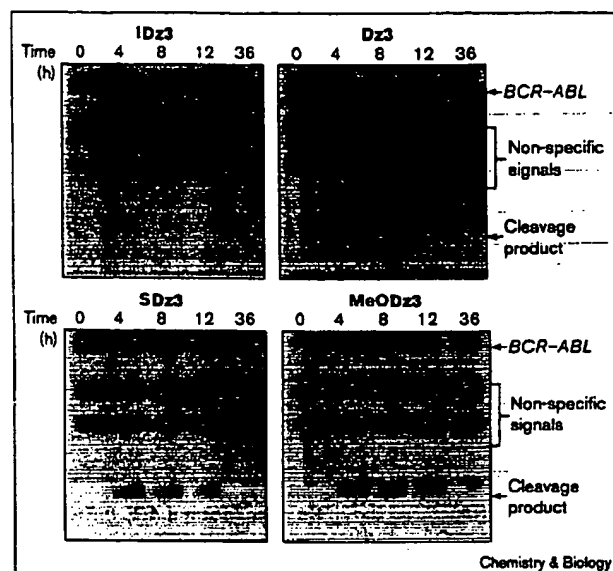 IDz3 Dz3
Time 0 4 8 12 36 0 4 8 12 36
(h)
BCR-ABL
Non-specific
signals
Cleavage
product
SDz3 MeODz3
Time 0 4 8 12 36 0 4 8 12 36
(h)
BCR-ABL
Non-specific
signals
Cleavage
product
Chemistry & Biology